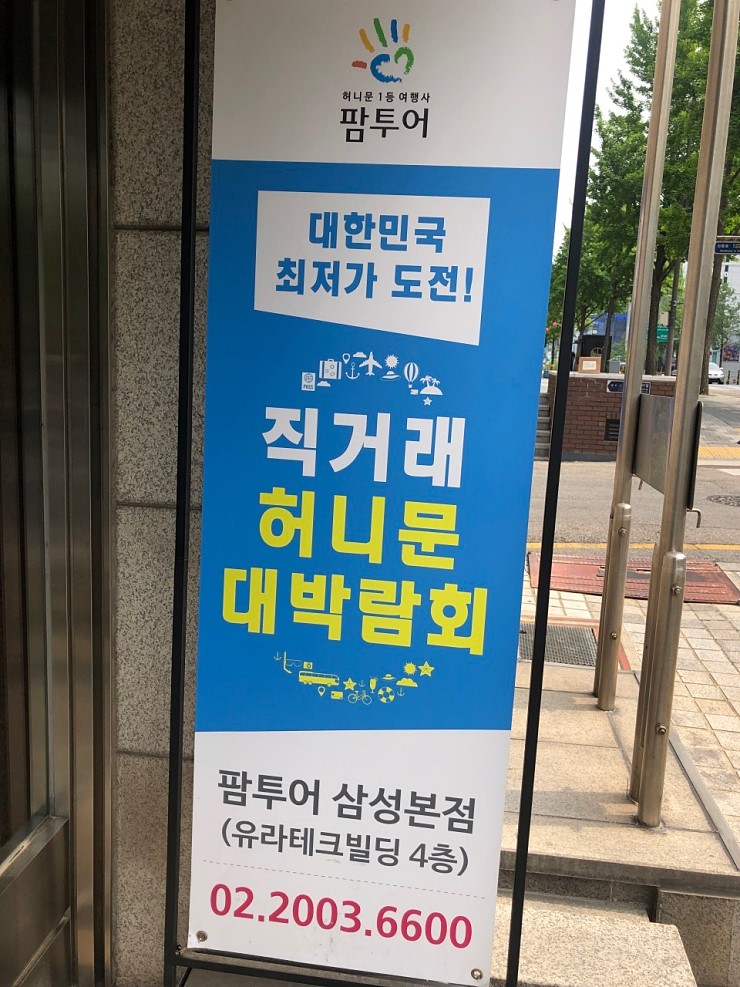 허니문 1등 여행사
팜투어
대한민국
최저가 도전!
직거래
허니문
대박람회
팜투어 삼성본점
(유라테크빌딩 4층)
02.2003.6600